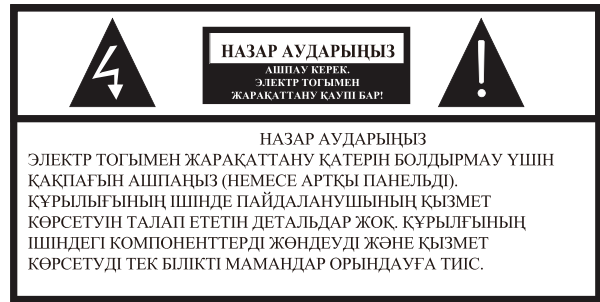 НАЗАР АУДАРЫҢЫЗ
АШПАУ КЕРЕК.
ЭЛЕКТР ТОГЫМЕН
ЖАРАҚАТТАНУ ҚАУПІ БАР!
НАЗАР АУДАРЫҢЫЗ
ЭЛЕКТР ТОГЫМЕН ЖАРАҚАТТАНУ ҚАТЕРІН БОЛДЫРМАУ ҮШІН
ҚАҚПАҒЫН АШПАҢЫЗ (НЕМЕСЕ АРТҚЫ ПАНЕЛЬДІ).
ҚҰРЫЛЫҒЫНЫҢ ІШІНДЕ ПАЙДАЛАНУШЫНЫҢ ҚЫЗМЕТ
КӨРСЕТУІН ТАЛАП ЕТЕТІН ДЕТАЛЬДАР ЖОҚ. ҚҰРЫЛҒЫНЫҢ
ІШІНДЕГІ КОМПОНЕНТТЕРДІ ЖӨНДЕУДІ ЖӘНЕ ҚЫЗМЕТ
КӨРСЕТУДІ ТЕК БІЛІКТІ МАМАНДАР ОРЫНДАУҒА ТИІС.